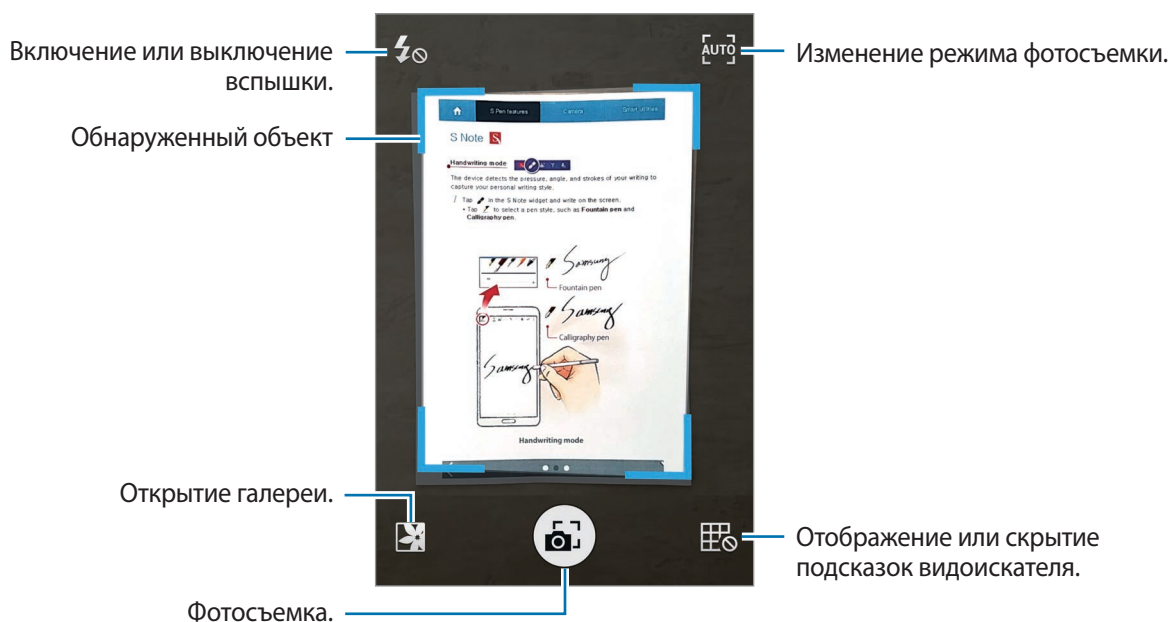 Включение или выключение
вспышки.
Обнаруженный объект
Открытие галереи.
Фотосъемка.
AUTO
Изменение режима фотосъемки.
Отображение или скрытие
подсказок видоискателя.
S Pen features
Camera
Smart utilities
S Note
Handwriting mode
The device detects the pressure, angle, and strokes of your writing to
capture your personal writing style.
1 Tap in the S Note widget and write on the screen.
• Tap to select a pen style, such as Fountain pen and
Calligraphy pen.
Samsung
Fountain pen
Samsung
Calligraphy pen
Samsung
Handwriting mode